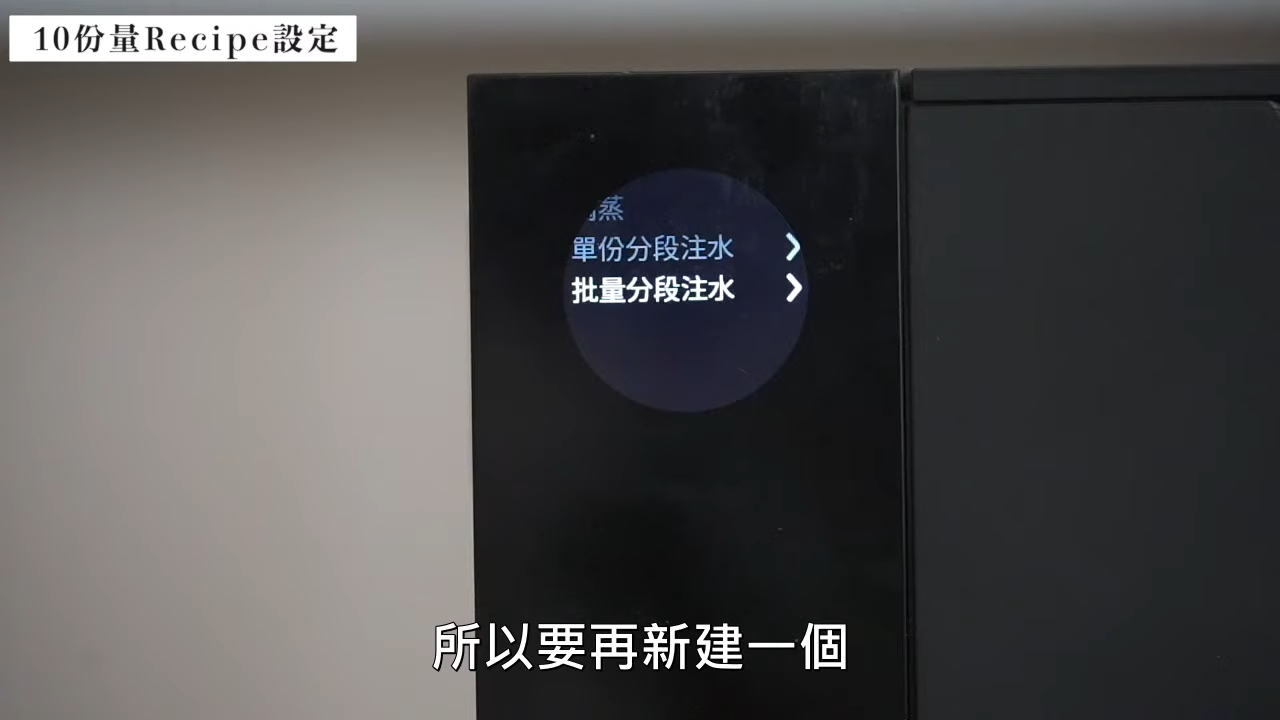 10份量Recipe設定
蒸
單份分段注水
批量分段注水
所以要再新建一個